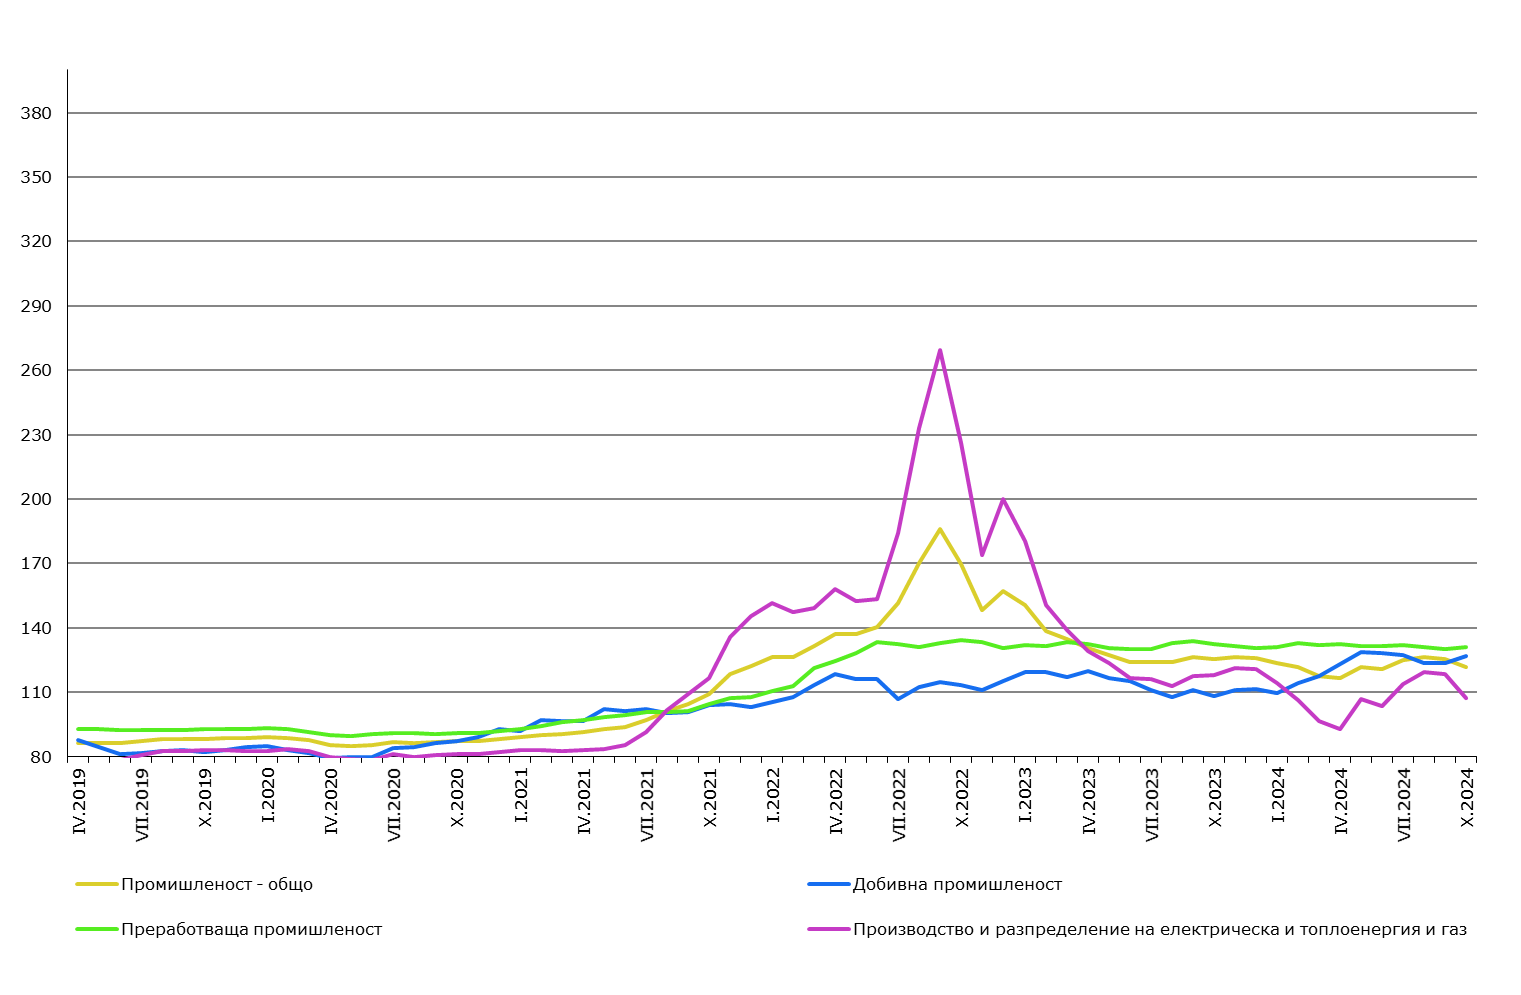 380
350
320
290
260
230
200
170
140
110
80
IV.2019
VII.2019
X.2019
I.2020
IV.2020
VII.2020
X.2020
I.2021
IV.2021
VII.2021
X.2021
I.2022
IV.2022
VII.2022
X.2022
I.2023
IV.2023
VII.2023
X.2023
I.2024
IV.2024
VII.2024
X.2024
Промишленост - общо
Добивна промишленост
Преработваща промишленост
Производство и разпределение на електрическа и топлоенергия и газ